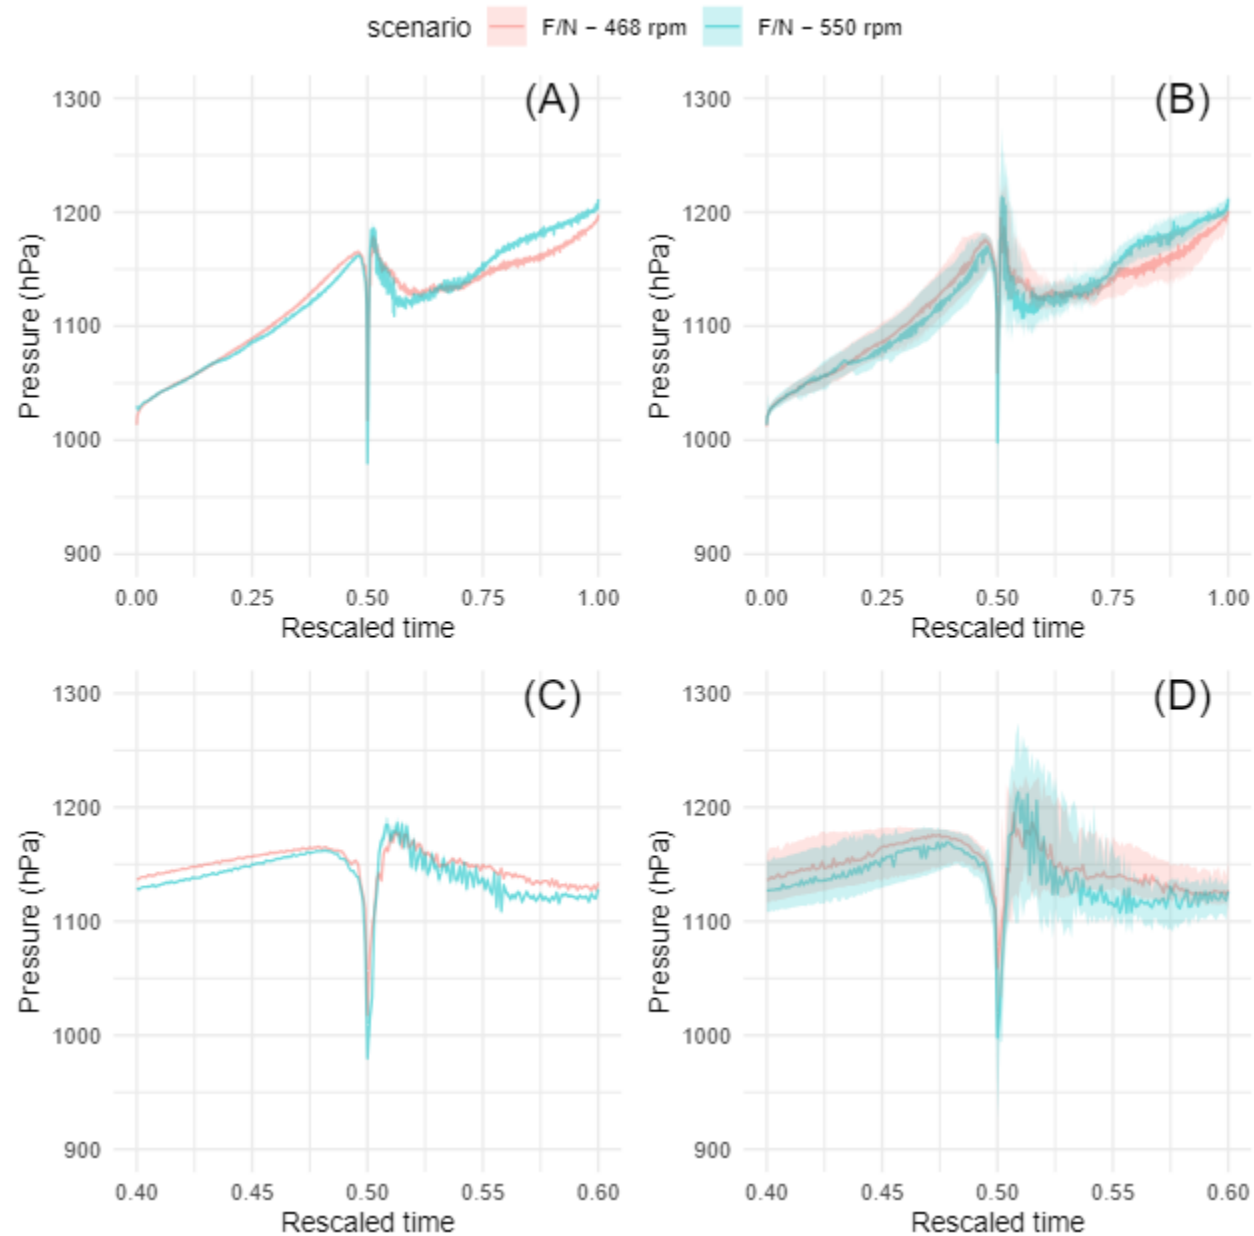 scenario F/N – 468 rpm F/N – 550 rpm
(A)
1300
1200
1100
1000
900
Pressure (hPa)
0.00 0.25 0.50 0.75 1.00
Rescaled time
(B)
1300
1200
1100
1000
900
Pressure (hPa)
0.00 0.25 0.50 0.75 1.00
Rescaled time
(C)
1300
1200
1100
1000
900
Pressure (hPa)
0.40 0.45 0.50 0.55 0.60
Rescaled time
(D)
1300
1200
1100
1000
900
Pressure (hPa)
0.40 0.45 0.50 0.55 0.60
Rescaled time